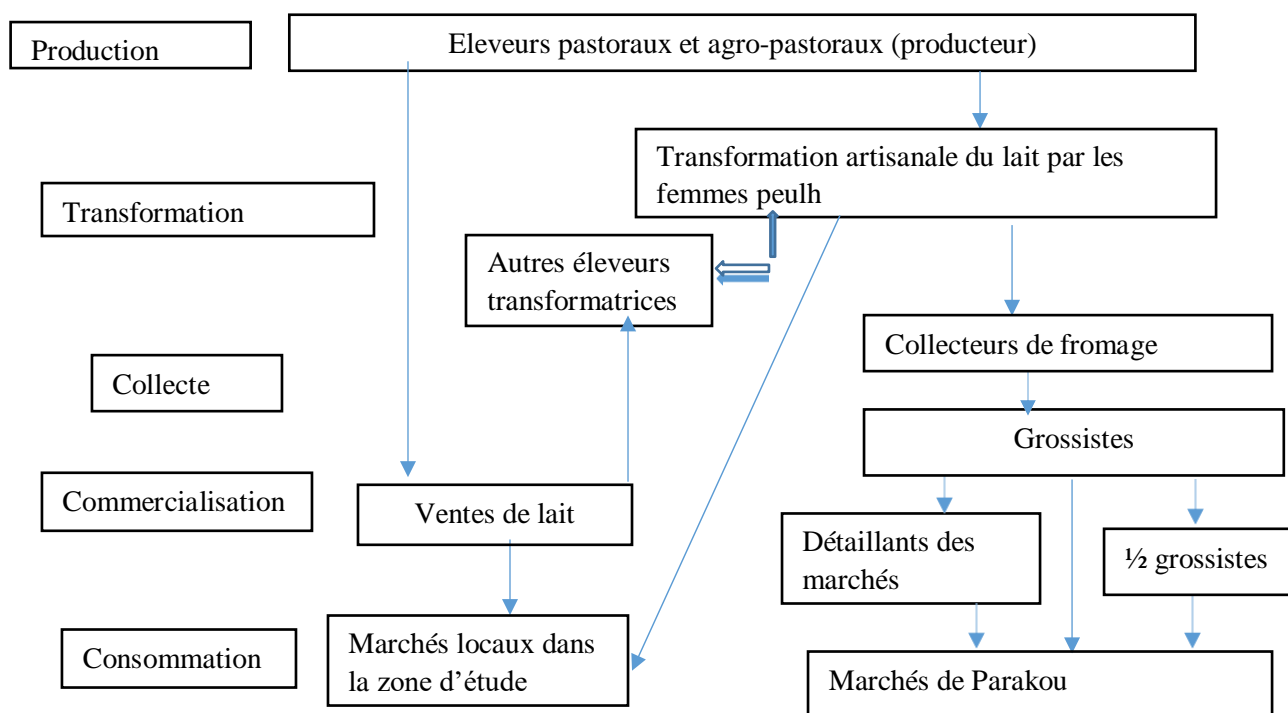 Production
Eleveurs pastoraux et agro-pastoraux (producteur)
Transformation artisanale du lait par les
femmes peulh
Transformation
Autres éleveurs
transformatrices
Collecteurs de fromage
Collecte
Grossistes
Commercialisation
Ventes de lait
Détaillants des
marchés
½ grossistes
Consommation
Marchés locaux dans
la zone d’étude
Marchés de Parakou